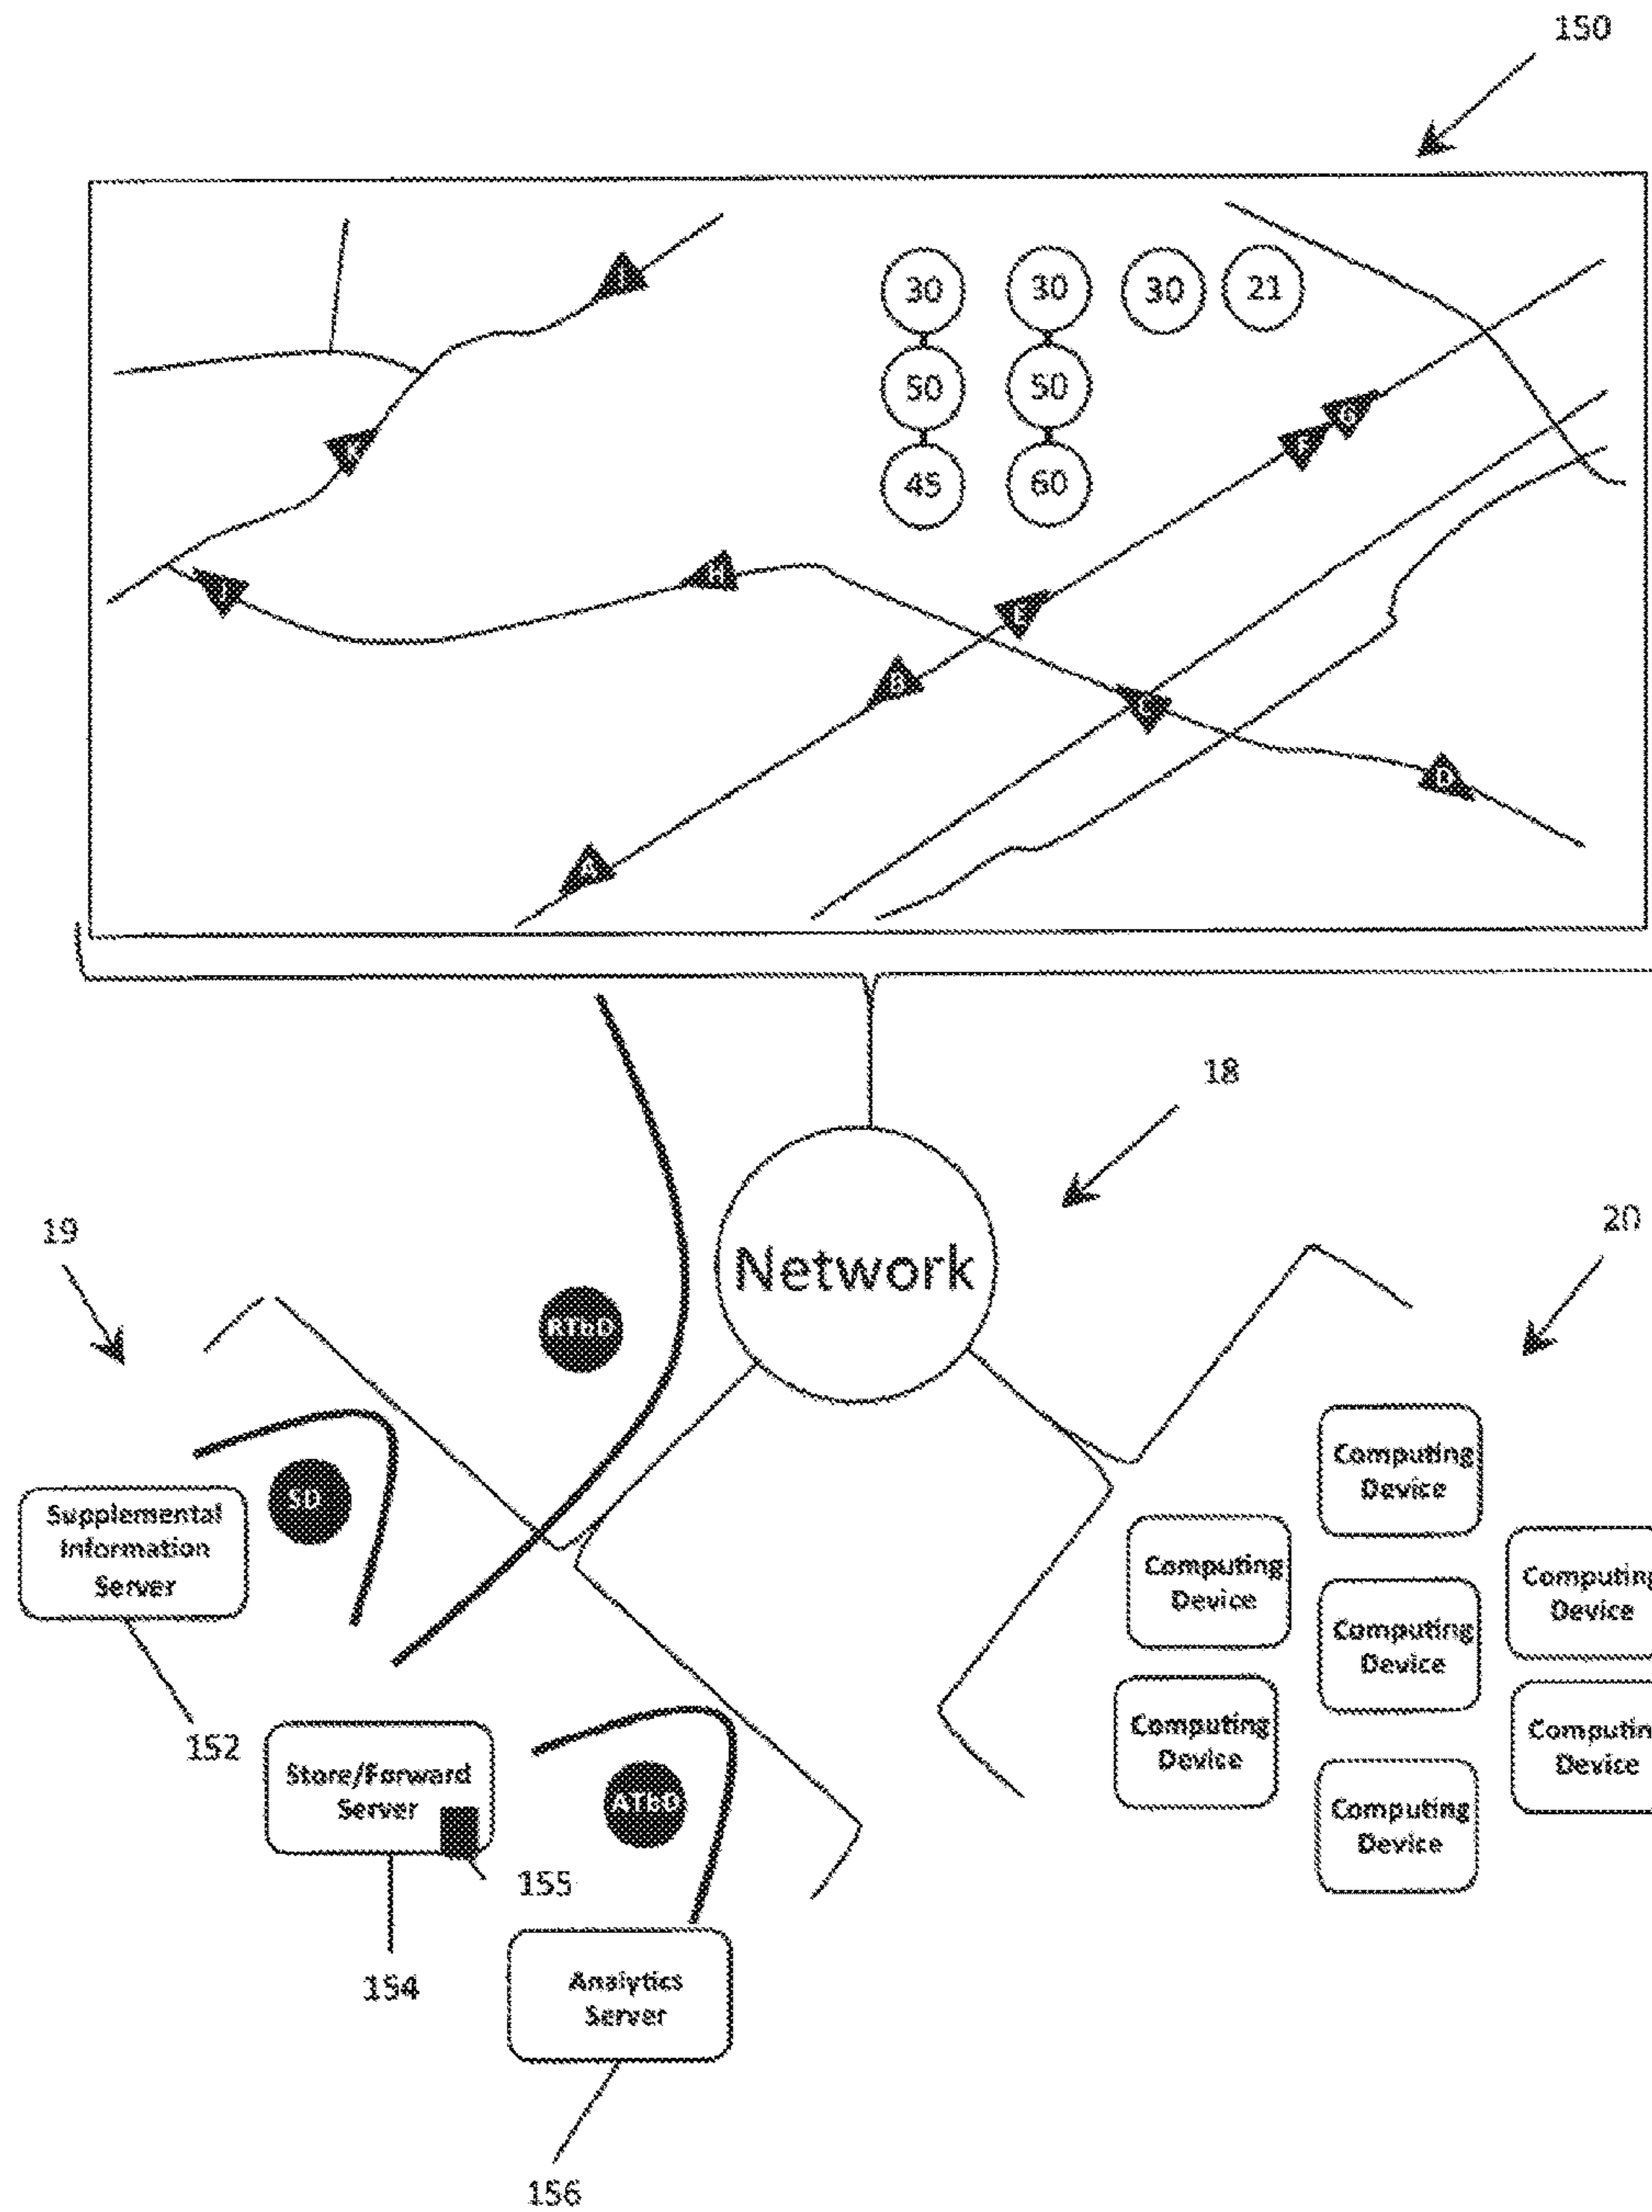 150
I
30 30 30 21
50 50
K G
F
45 60
H
J
E
B
C
D
A
18
19
20
Network
RTbD
Computing
Device
SD
Supplemental
Information
Server
Computing
Device
Computing
Device
Computing
Device
152
Computing
Device
Computin
Device
Store/Forward
Server
ATbD
Computing
Device
155
154
Analytics
Server
156